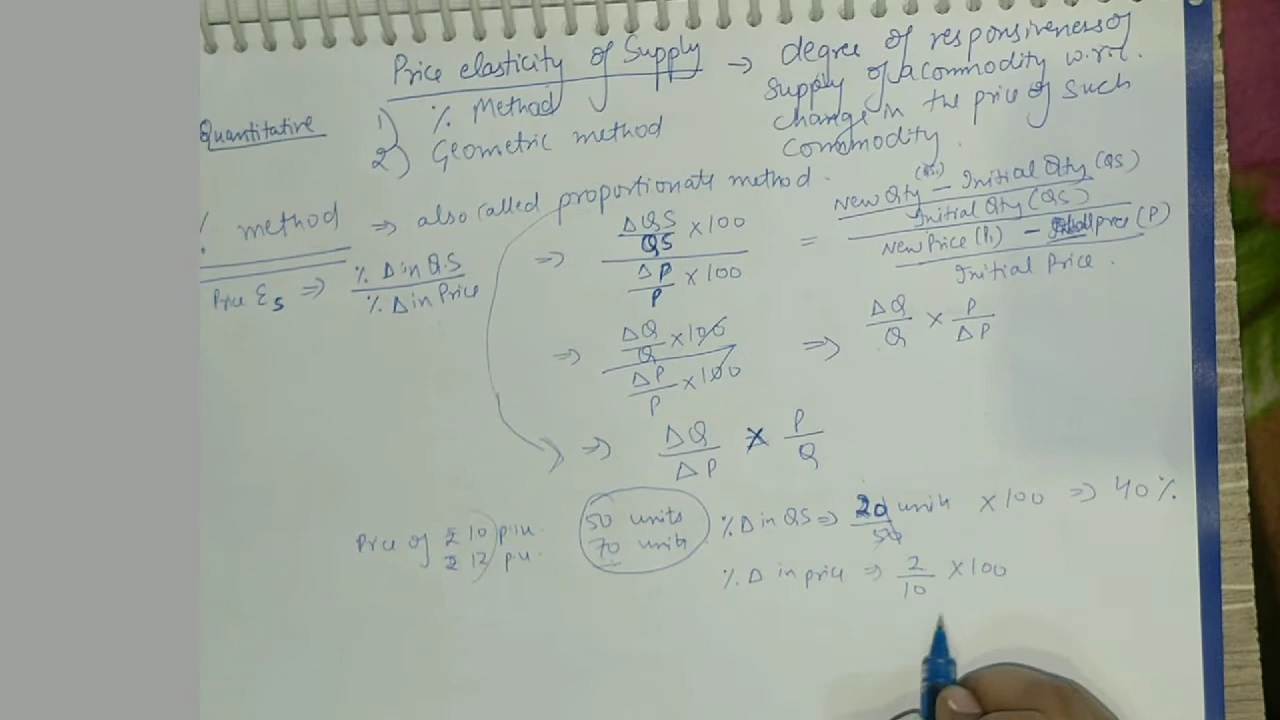 Price elasticity of Supply → degree of responsiveness of
supply of a commodity w.r.t.
change in the price of such
commodity.
Quantitative
1) % Method
2) Geometric method
% method ⇒ also called proportionate method.
Price Es ⇒ % Δ in QS / % Δ in Price
⇒ ΔQS/QS × 100 / ΔP/P × 100
= New Qty (QS1) − Initial Qty (QS) / Initial Qty (QS)
New Price (P1) − Initial price (P) / Initial Price.
⇒ ΔQ/Q × 100 / ΔP/P × 100 ⇒ ΔQ/Q × P/ΔP
⇒ ΔQ/ΔP × P/Q
Price of ₹ 10 p.u. 50 units
₹ 12 p.u. 70 units
% Δ in QS ⇒ 20 units/50 × 100 ⇒ 40%
% Δ in price ⇒ 2/10 × 100